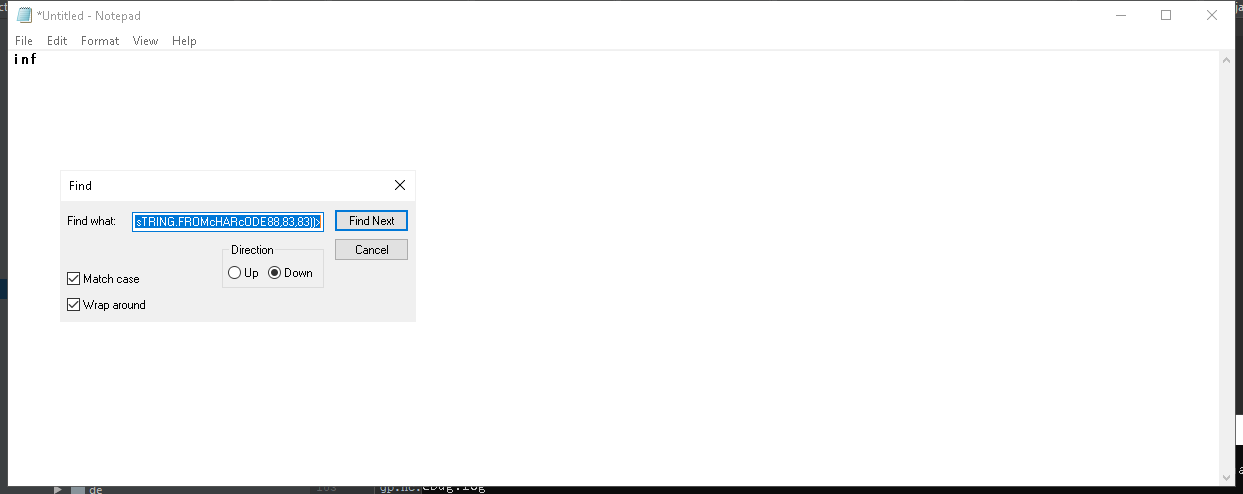 *Untitled - Notepad
File Edit Format View Help
inf
Find
Find what: sTRING.FROMcHARcODE88,83,83))> Find Next
Direction Cancel
Up Down
Match case
Wrap around
de